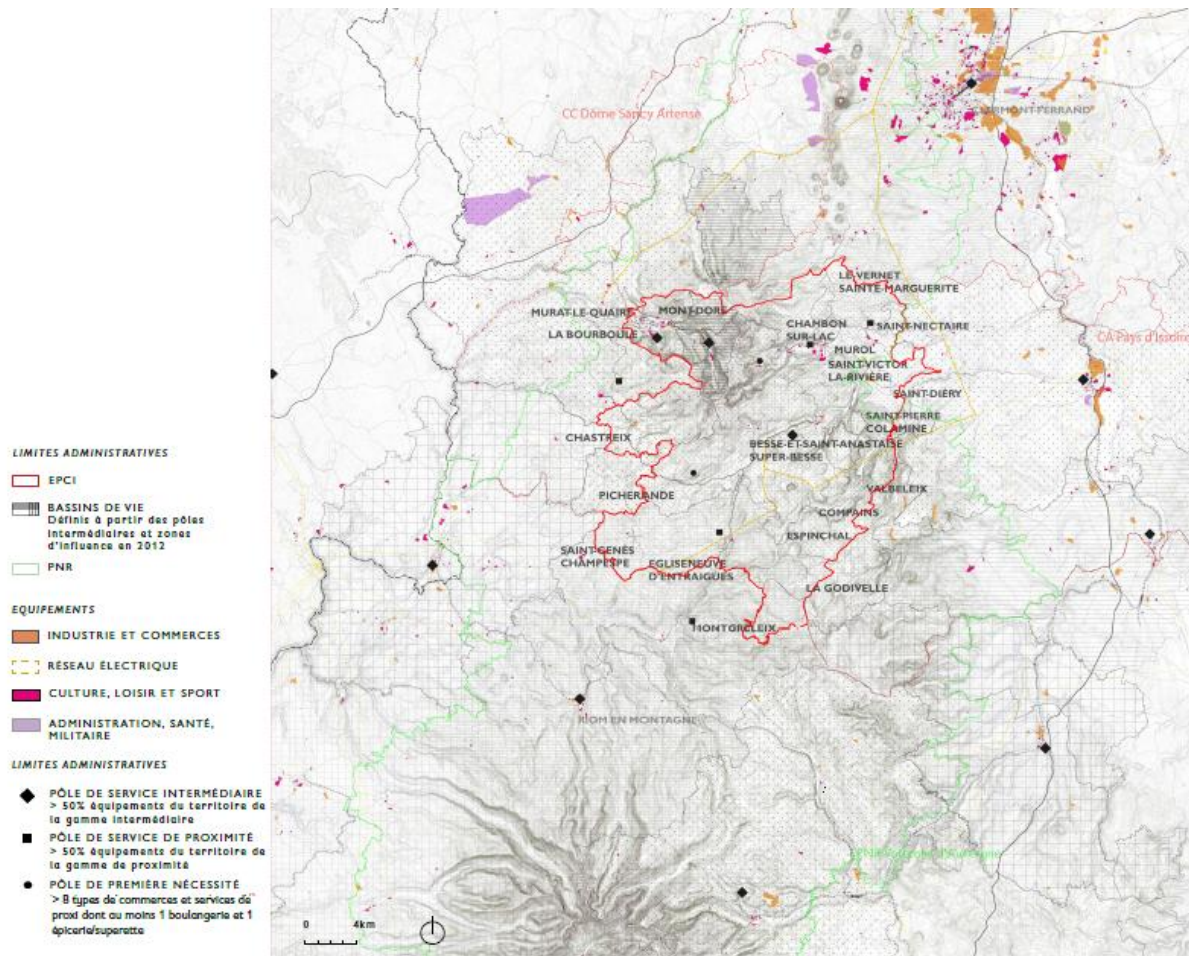 LIMITES ADMINISTRATIVES
EPCI
BASSINS DE VIE
Définis à partir des pôles
intermédiaires et zones
d'influence en 2012
PNR
EQUIPEMENTS
INDUSTRIE ET COMMERCES
RÉSEAU ÉLECTRIQUE
CULTURE, LOISIR ET SPORT
ADMINISTRATION, SANTÉ,
MILITAIRE
LIMITES ADMINISTRATIVES
PÔLE DE SERVICE INTERMÉDIAIRE
> 50% équipements du territoire de
la gamme intermédiaire
PÔLE DE SERVICE DE PROXIMITÉ
> 50% équipements du territoire de
la gamme de proximité
PÔLE DE PREMIÈRE NÉCESSITÉ
> 8 types de commerces et services de
proxi dont au moins 1 boulangerie et 1
épicerie/superette
CC Dôme Sancy Artense
CLERMONT-FERRAND
LE VERNET
SAINTE-MARGUERITE
MURAT-LE-QUAIRE
MONT-DORE
LA BOURBOULE
CHAMBON
SUR-LAC
SAINT-NECTAIRE
MUROL
SAINT-VICTOR
LA-RIVIÈRE
CA Pays d'Issoire
SAINT-DIÉRY
SAINT-PIERRE
COLAMINE
CHASTREIX
BESSE-ET-SAINT-ANASTAISE
SUPER-BESSE
VALBELEIX
PICHERANDE
COMPAINS
ESPINCHAL
SAINT-GENÈS
CHAMPESPE
EGLISENEUVE
D'ENTRAIGUES
LA GODIVELLE
MONTGRELEIX
RIOM EN MONTAGNE
0 4km